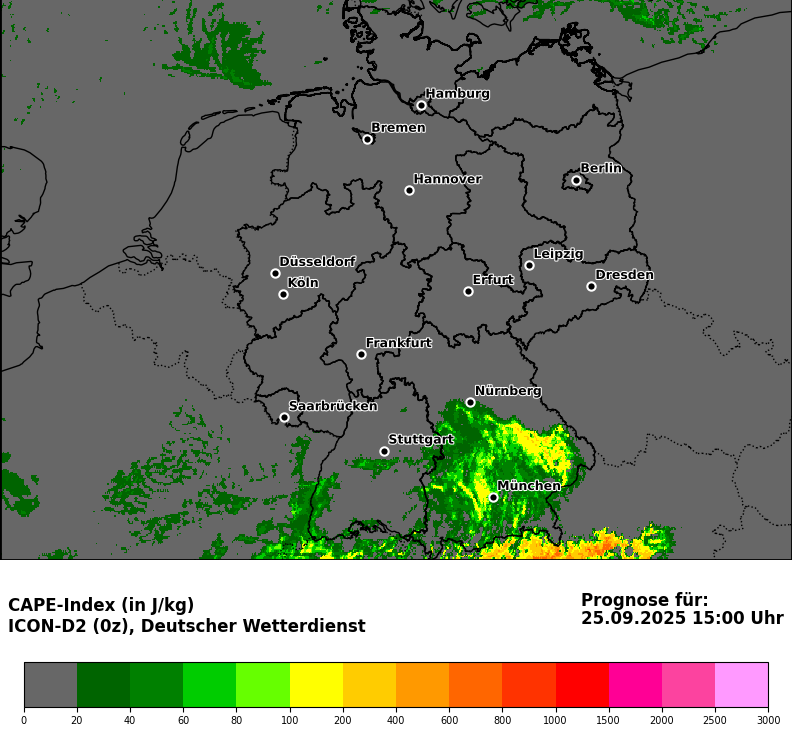 Hamburg
Bremen
Berlin
Hannover
Leipzig
Düsseldorf
Dresden
Köln
Erfurt
Frankfurt
Nürnberg
Saarbrücken
Stuttgart
München
CAPE-Index (in J/kg)
ICON-D2 (0z), Deutscher Wetterdienst
Prognose für:
25.09.2025 15:00 Uhr
0 20 40 60 80 100 200 400 600 800 1000 1500 2000 2500 3000